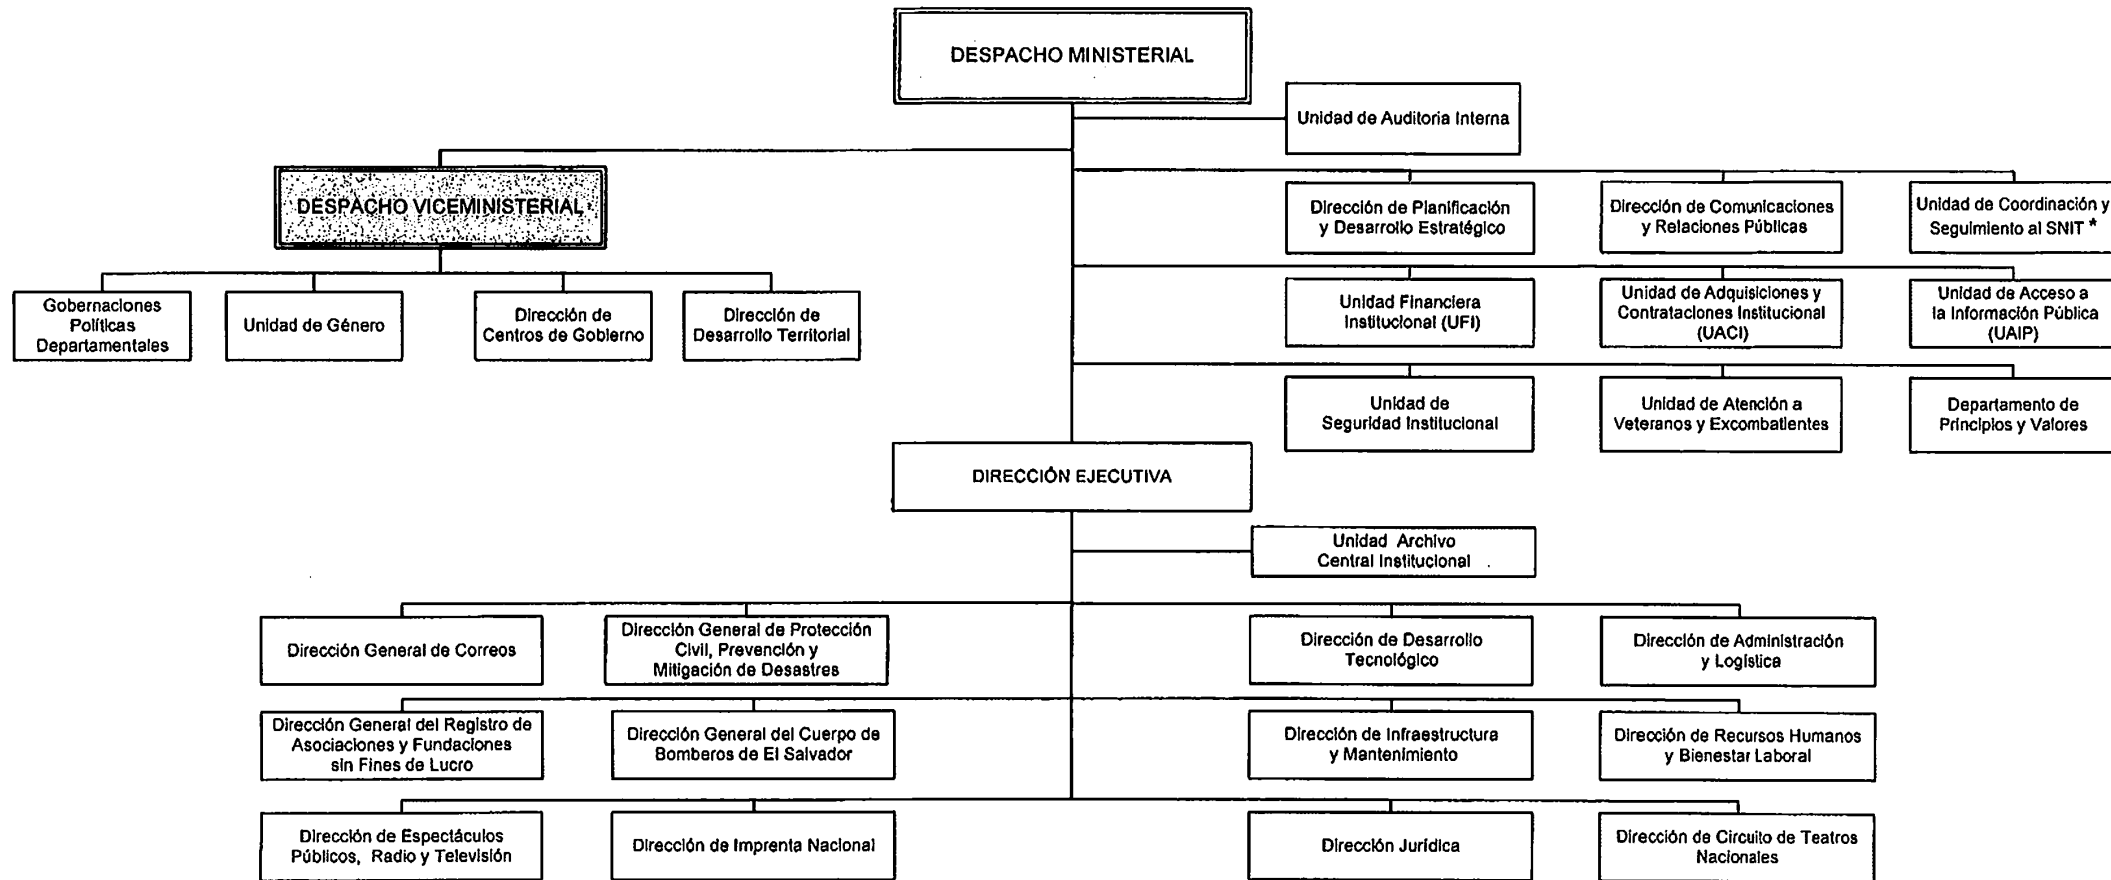 DESPACHO MINISTERIAL
Unidad de Auditoria Interna
DESPACHO VICEMINISTERIAL
Dirección de Planificación
y Desarrollo Estratégico
Dirección de Comunicaciones
y Relaciones Públicas
Unidad de Coordinación y
Seguimiento al SNIT *
Gobernaciones
Políticas
Departamentales
Unidad de Género
Dirección de
Centros de Gobierno
Dirección de
Desarrollo Territorial
Unidad Financiera
Institucional (UFI)
Unidad de Adquisiciones y
Contrataciones Institucional
(UACI)
Unidad de Acceso a
la Información Pública
(UAIP)
Unidad de
Seguridad Institucional
Unidad de Atención a
Veteranos y Excombatientes
Departamento de
Principios y Valores
DIRECCIÓN EJECUTIVA
Unidad Archivo
Central Institucional
Dirección General de Correos
Dirección General de Protección
Civil, Prevención y
Mitigación de Desastres
Dirección de Desarrollo
Tecnológico
Dirección de Administración
y Logística
Dirección General del Registro de
Asociaciones y Fundaciones
sin Fines de Lucro
Dirección General del Cuerpo de
Bomberos de El Salvador
Dirección de Infraestructura
y Mantenimiento
Dirección de Recursos Humanos
y Bienestar Laboral
Dirección de Espectáculos
Públicos, Radio y Televisión
Dirección de Imprenta Nacional
Dirección Jurídica
Dirección de Circuito de Teatros
Nacionales